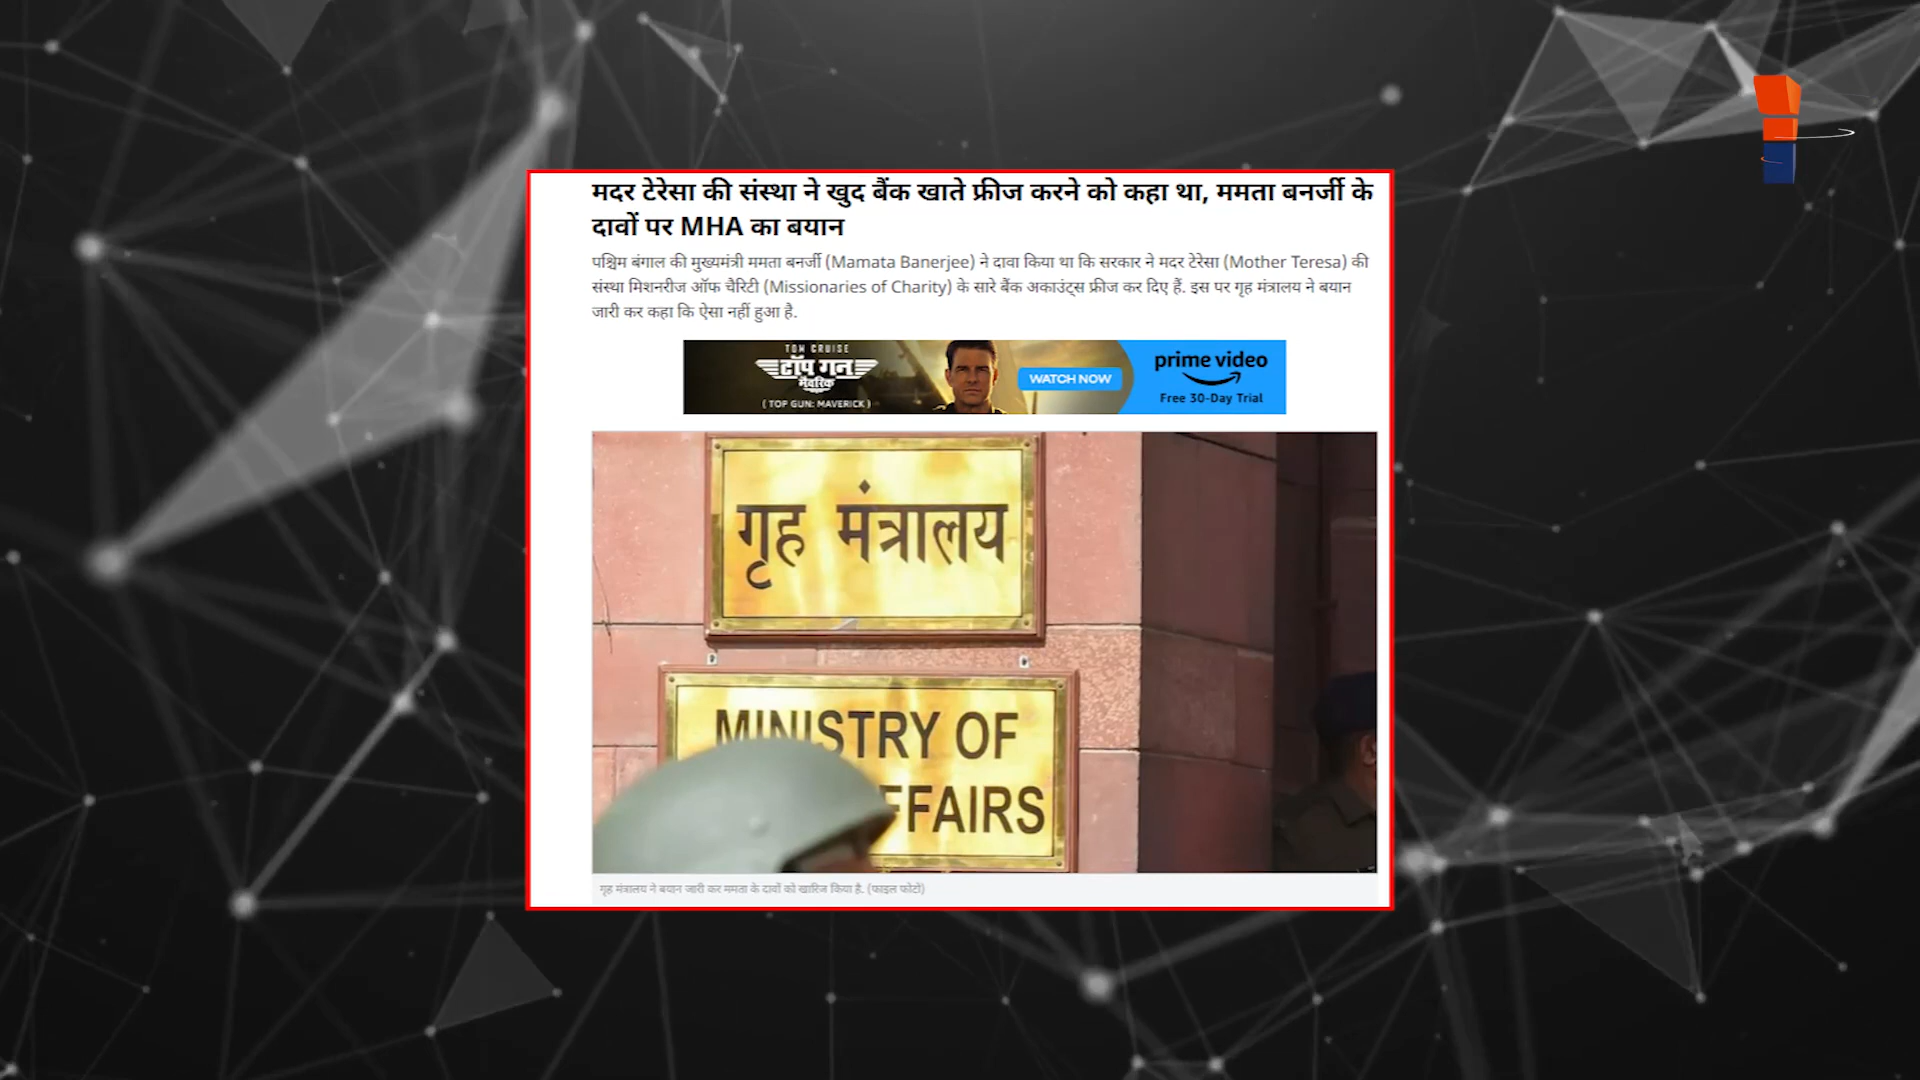 मदर टेरेसा की संस्था ने खुद बैंक खाते फ्रीज करने को कहा था, ममता बनर्जी के
दावों पर MHA का बयान
पश्चिम बंगाल की मुख्यमंत्री ममता बनर्जी (Mamata Banerjee) ने दावा किया था कि सरकार ने मदर टेरेसा (Mother Teresa) की
संस्था मिशनरीज ऑफ चैरिटी (Missionaries of Charity) के सारे बैंक अकाउंट्स फ्रीज कर दिए हैं. इस पर गृह मंत्रालय ने बयान
जारी कर कहा कि ऐसा नहीं हुआ है.
TOM CRUISE
टॉप गन
मैवरिक
( TOP GUN: MAVERICK )
WATCH NOW
prime video
Free 30-Day Trial
गृह मंत्रालय
MINISTRY OF
FFAIRS
गृह मंत्रालय ने बयान जारी कर ममता के दावों को खारिज किया है. (फाइल फोटो)